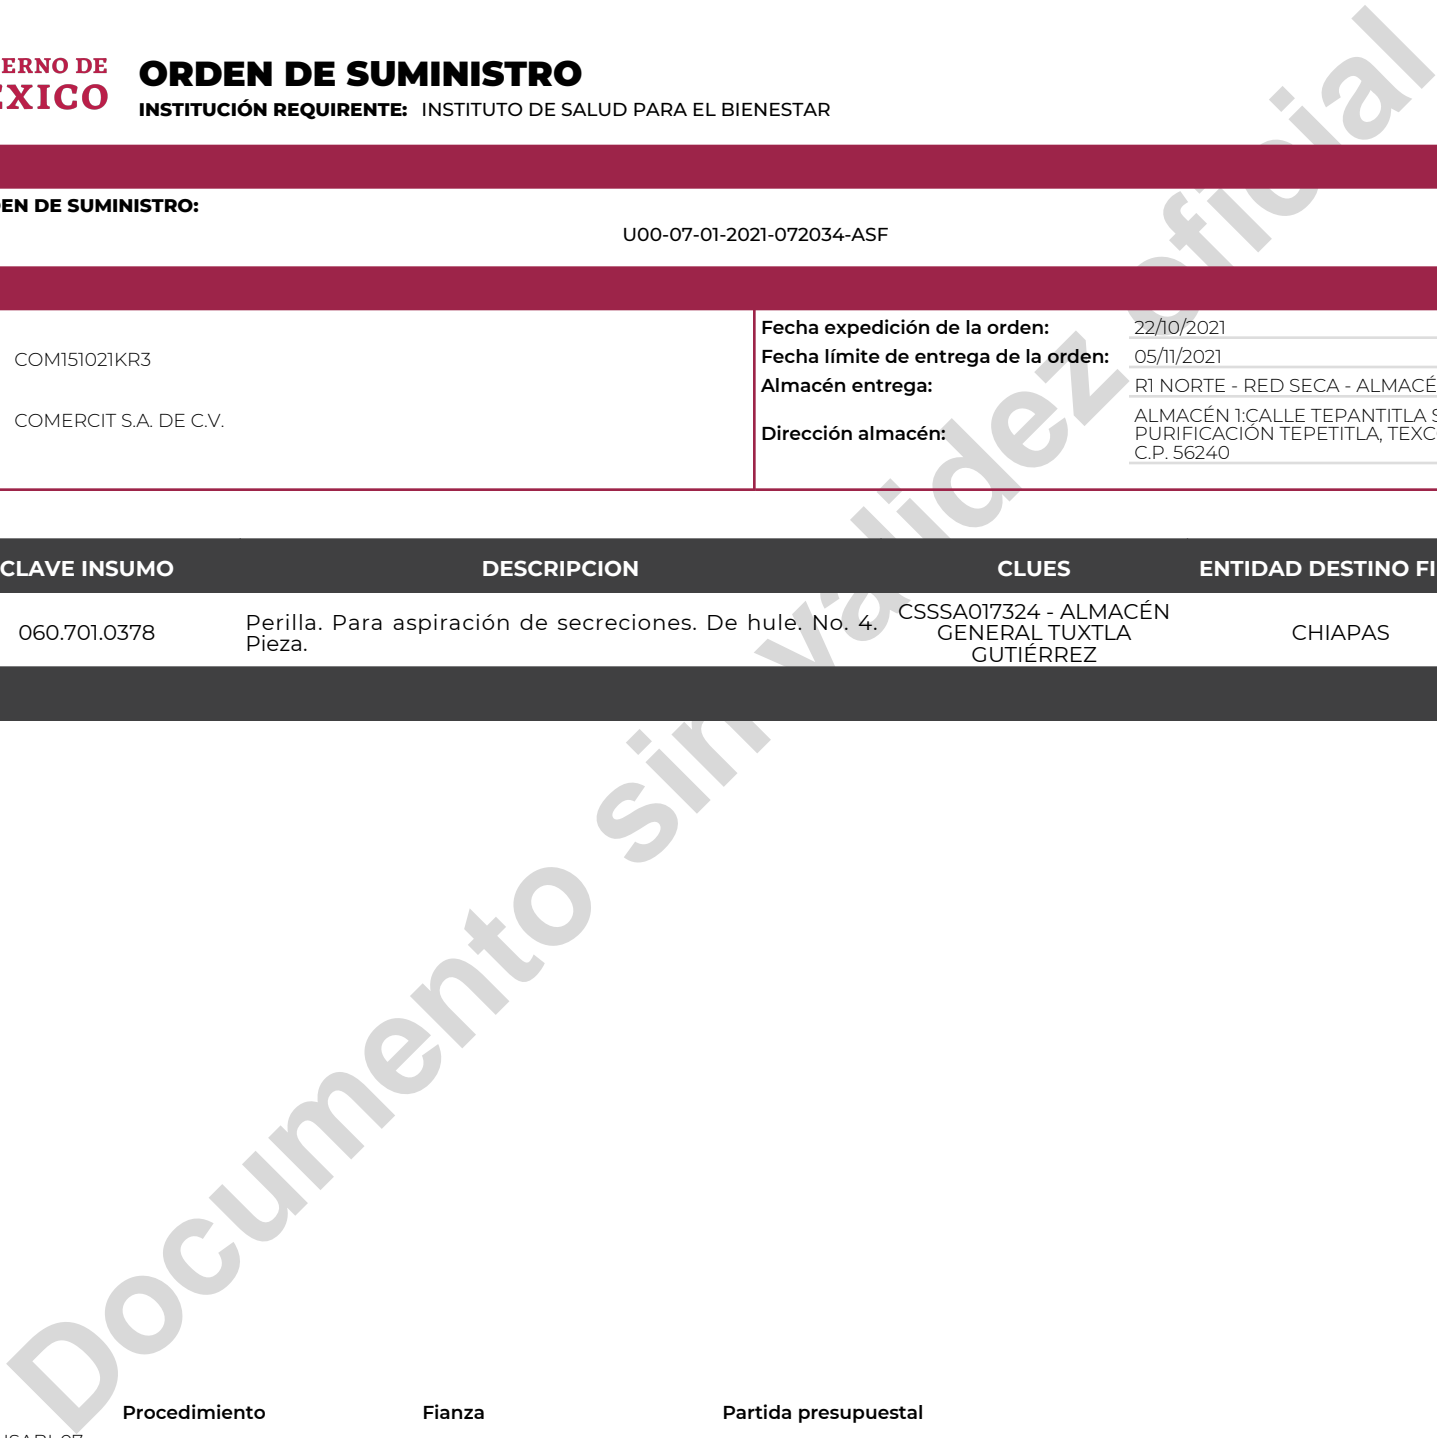 ERNO DE
ORDEN DE SUMINISTRO
INSTITUCIÓN REQUIRENTE: INSTITUTO DE SALUD PARA EL BIENESTAR
EN DE SUMINISTRO:
U00-07-01-2021-072034-ASF
COM151021KR3
COMERCIT S.A. DE C.V.
Fecha expedición de la orden: 22/10/2021
Fecha límite de entrega de la orden: 05/11/2021
Almacén entrega: R1 NORTE - RED SECA - ALMACÉ
Dirección almacén:
ALMACÉN 1:CALLE TEPANTITLA S
PURIFICACIÓN TEPETITLA, TEXC
C.P. 56240
CLAVE INSUMO DESCRIPCION CLUES ENTIDAD DESTINO FI
060.701.0378
Perilla. Para aspiración de secreciones. De hule. No. 4.
Pieza.
CSSSA017324 - ALMACÉN
GENERAL TUXTLA
GUTIÉRREZ
CHIAPAS
Documento sin validez oficial
Procedimiento Fianza Partida presupuestal